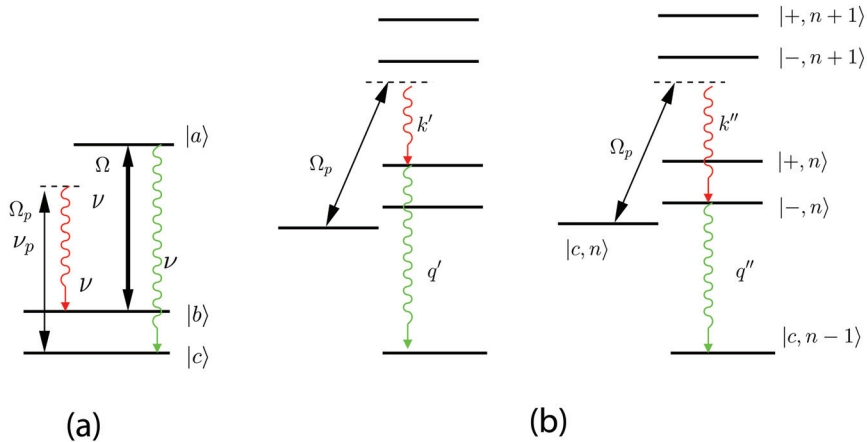 |a⟩
Ω
Ω_p
ν
ν_p
ν
ν
|b⟩
|c⟩
(a)
Ω_p
k′
q′
|+, n + 1⟩
|−, n + 1⟩
Ω_p
k″
|+, n⟩
|−, n⟩
|c, n⟩
q″
|c, n − 1⟩
(b)